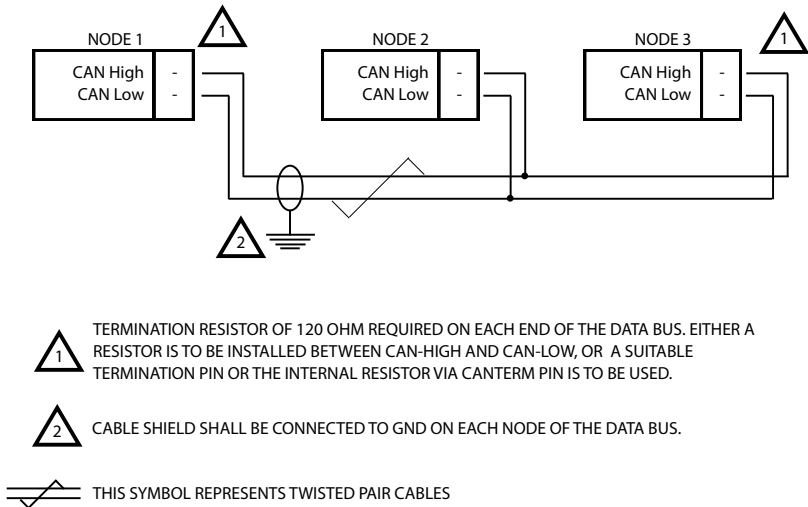 1
1
NODE 1
NODE 2
NODE 3
CAN High -
CAN Low -
CAN High -
CAN Low -
CAN High -
CAN Low -
2
1
TERMINATION RESISTOR OF 120 OHM REQUIRED ON EACH END OF THE DATA BUS. EITHER A
RESISTOR IS TO BE INSTALLED BETWEEN CAN-HIGH AND CAN-LOW, OR A SUITABLE
TERMINATION PIN OR THE INTERNAL RESISTOR VIA CANTERM PIN IS TO BE USED.
2
CABLE SHIELD SHALL BE CONNECTED TO GND ON EACH NODE OF THE DATA BUS.
THIS SYMBOL REPRESENTS TWISTED PAIR CABLES